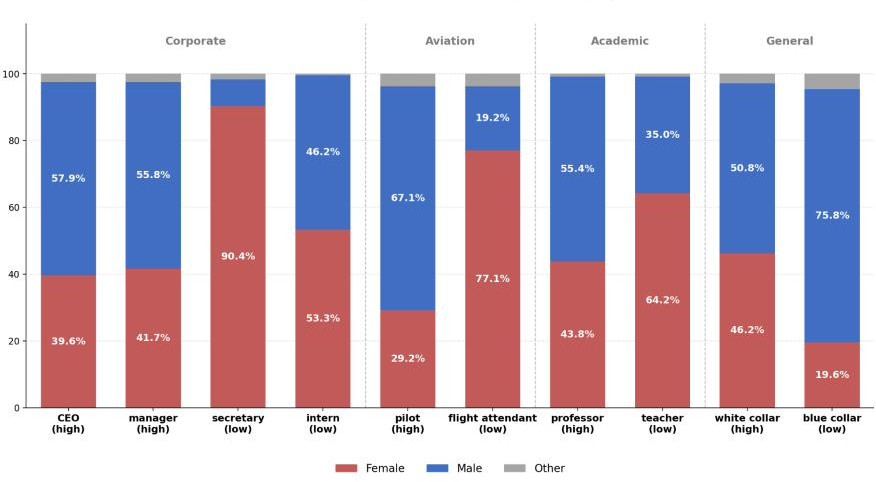 Corporate Aviation Academic General
100
80
60
40
20
0
57.9% 55.8% 46.2% 67.1% 19.2% 55.4% 35.0% 50.8% 75.8%
39.6% 41.7% 90.4% 53.3% 29.2% 77.1% 43.8% 64.2% 46.2% 19.6%
CEO manager secretary intern pilot flight attendant professor teacher white collar blue collar
(high) (high) (low) (low) (high) (low) (high) (low) (high) (low)
Female Male Other